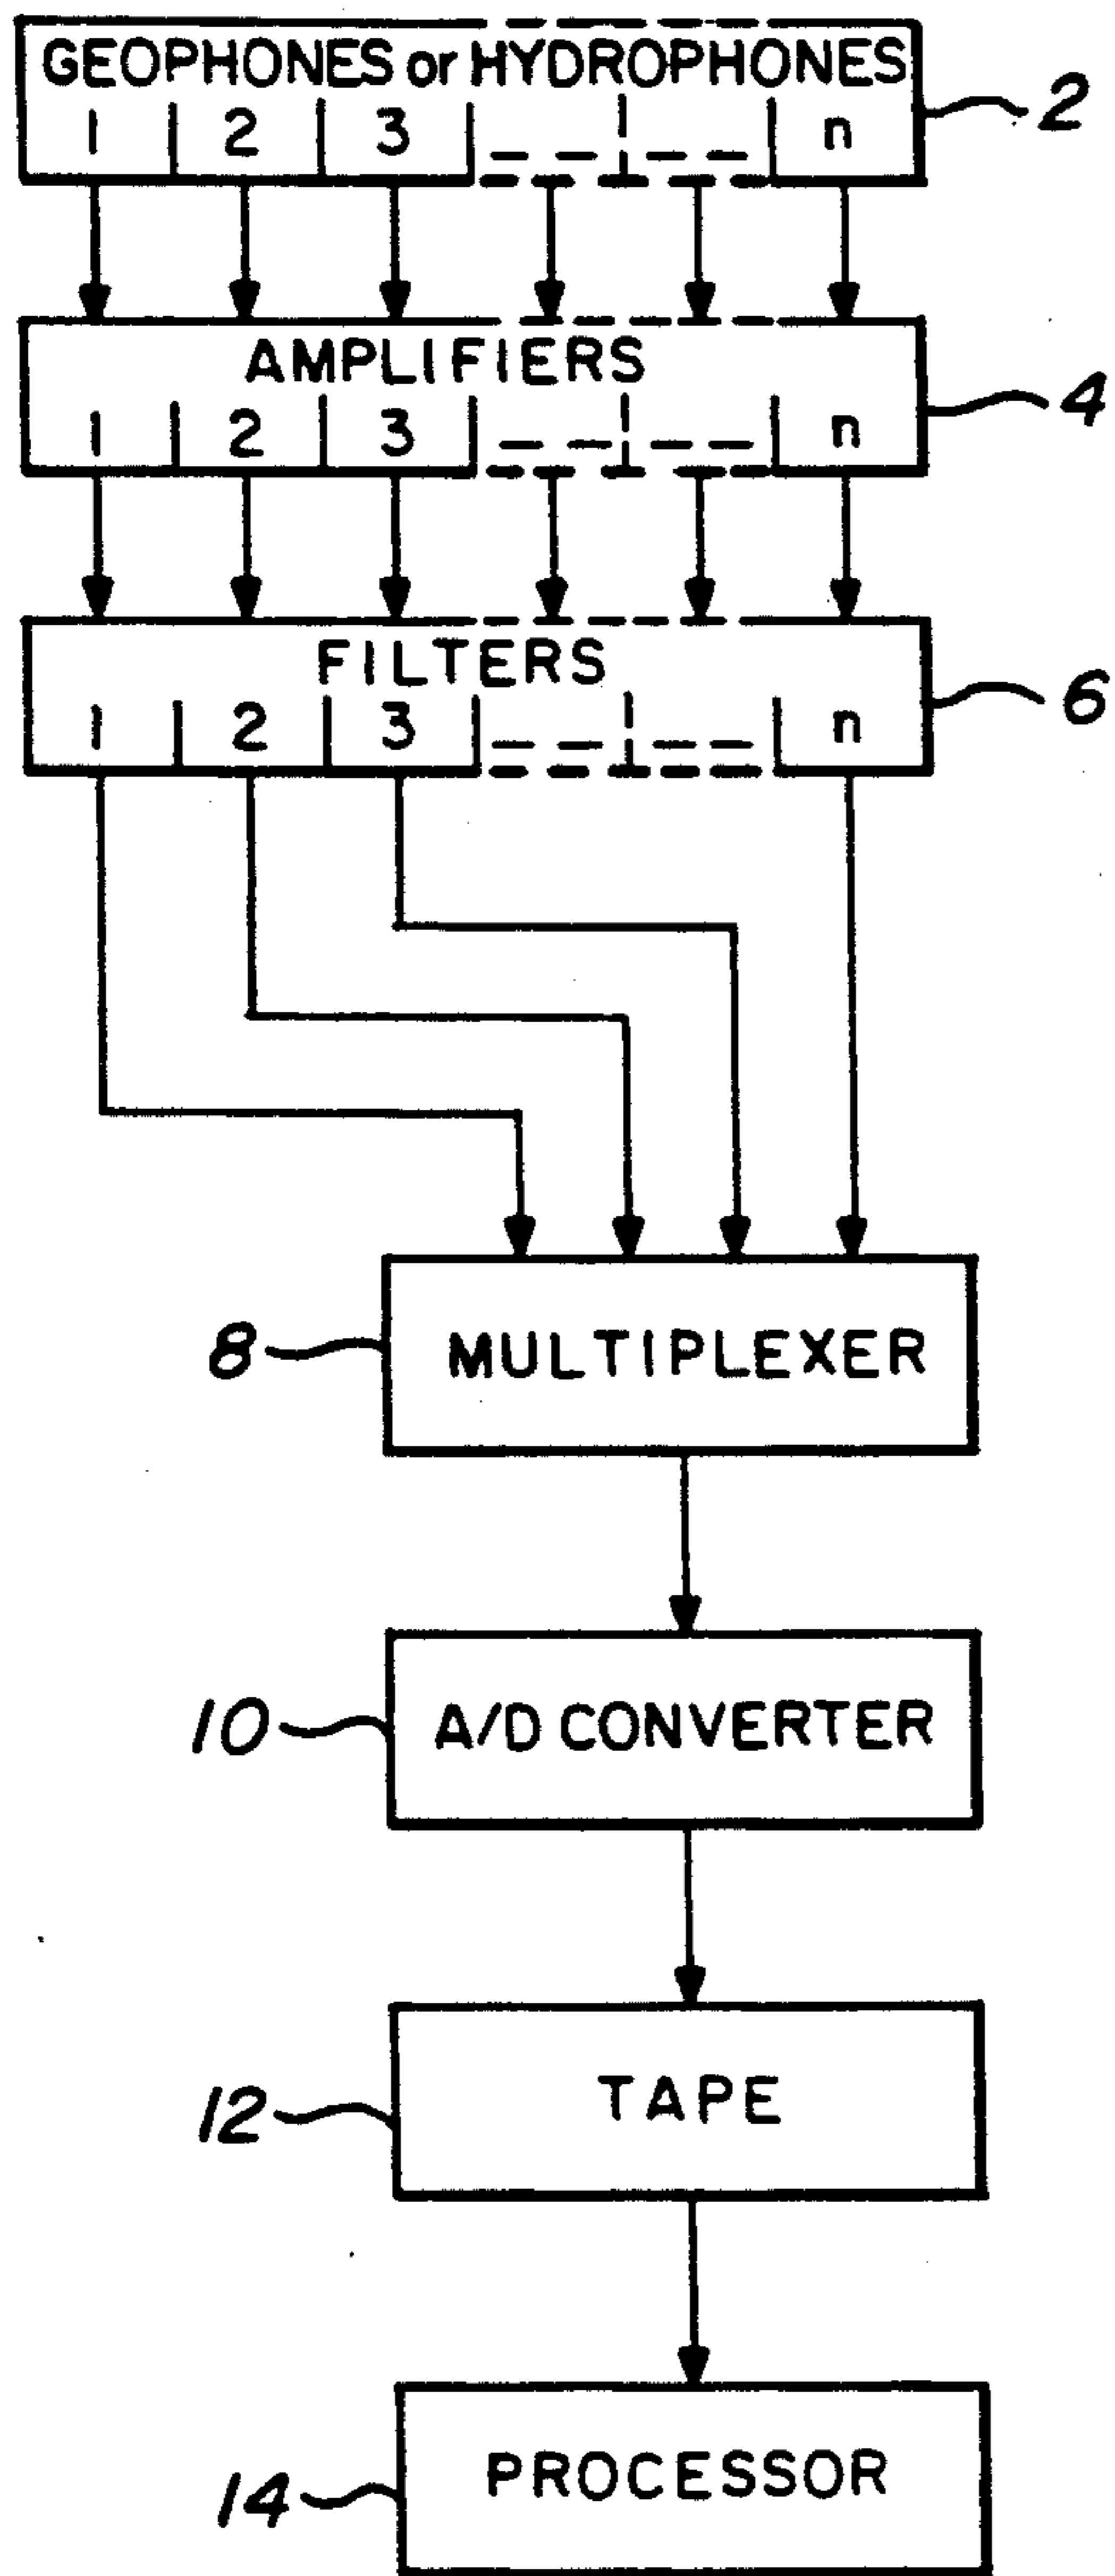 GEOPHONES or HYDROPHONES
1 2 3 n
2
AMPLIFIERS
1 2 3 n
4
FILTERS
1 2 3 n
6
8
MULTIPLEXER
10
A/D CONVERTER
12
TAPE
14
PROCESSOR